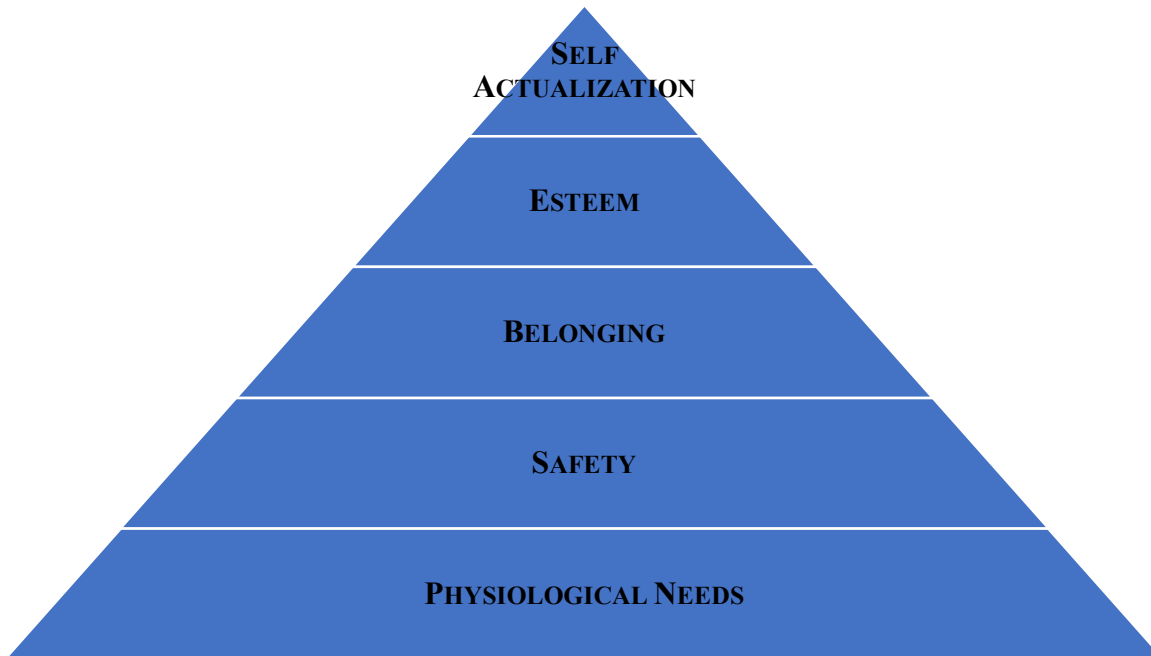 SELF
ACTUALIZATION
ESTEEM
BELONGING
SAFETY
PHYSIOLOGICAL NEEDS